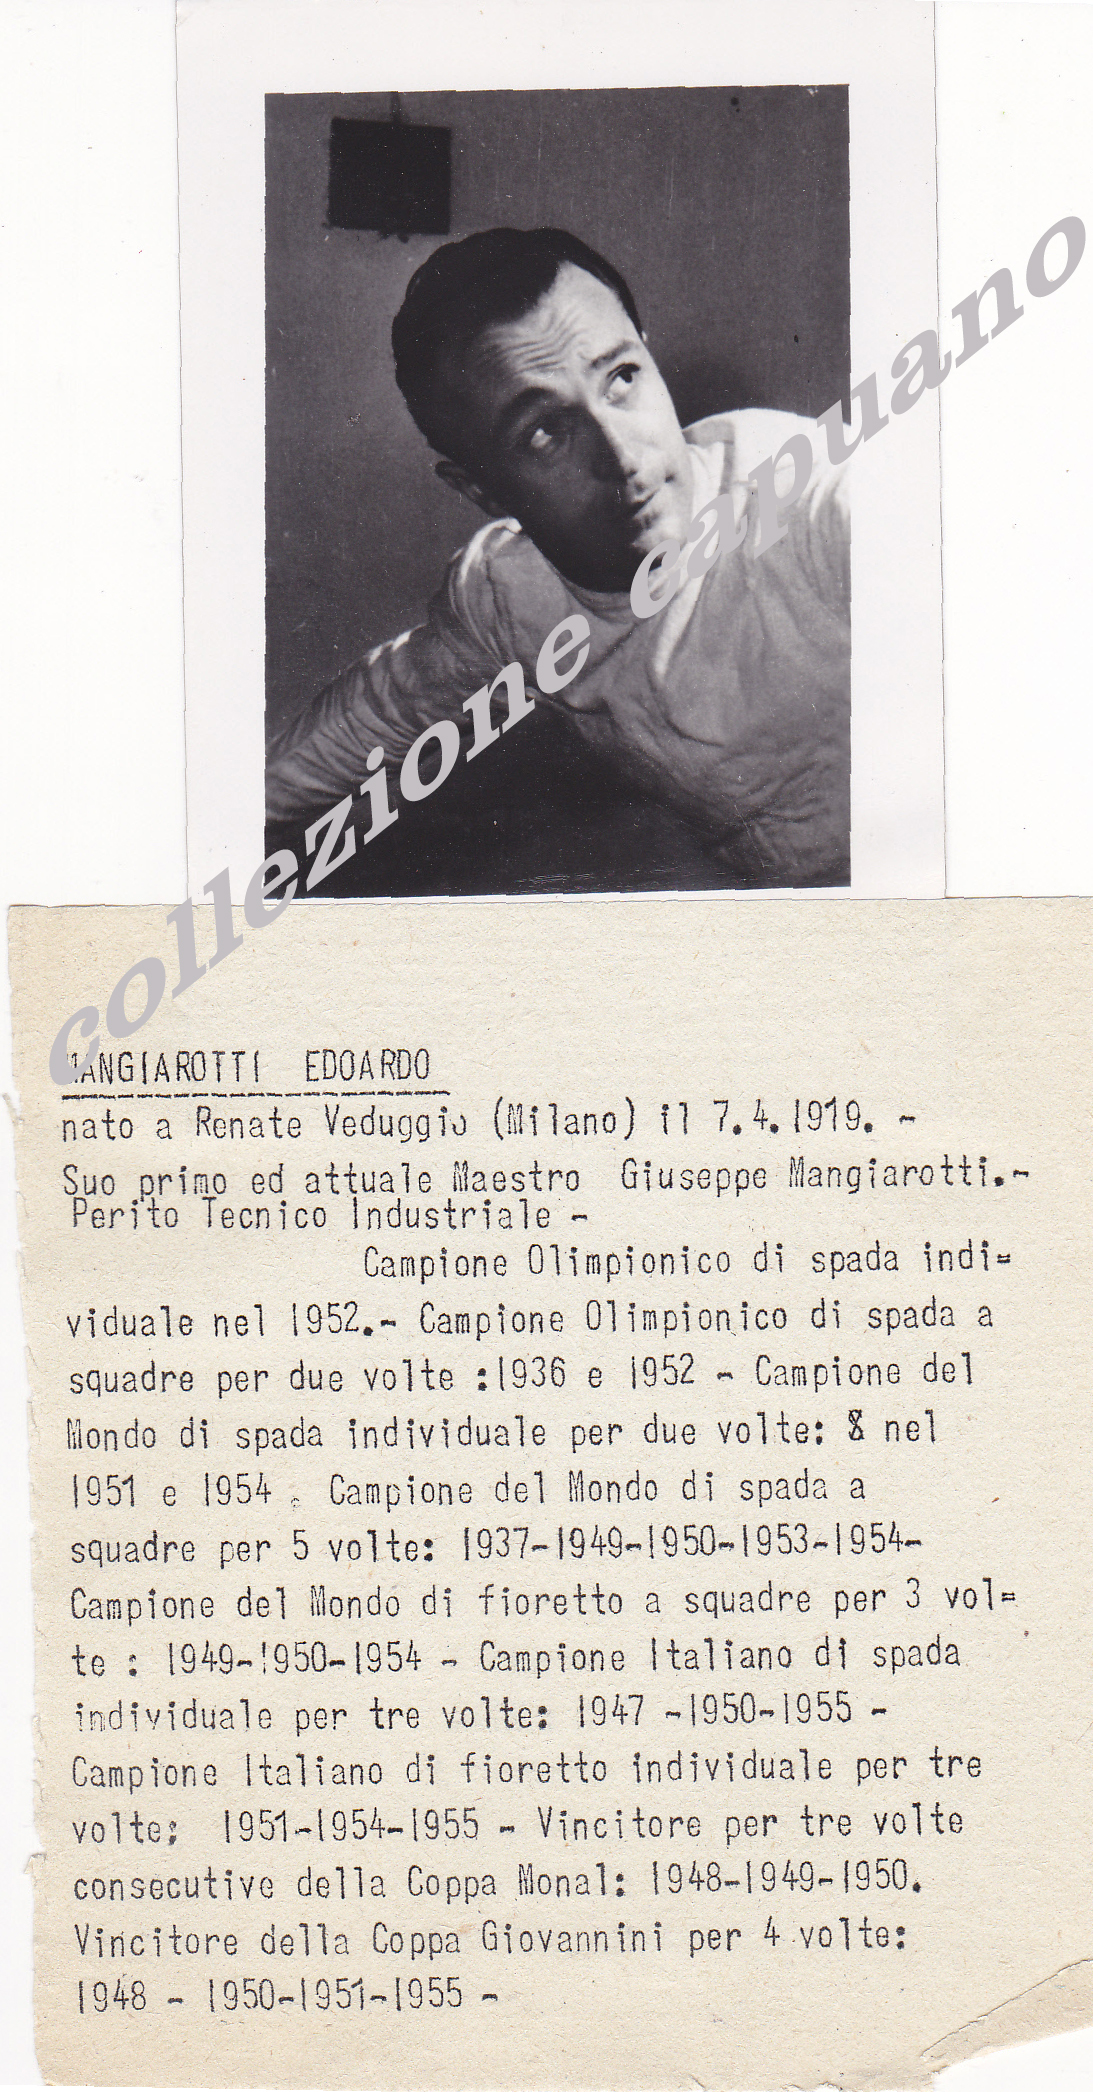 collezione capuano
MANGIAROTTI EDOARDO
nato a Renate Veduggio (Milano) il 7.4.1919. -
Suo primo ed attuale Maestro Giuseppe Mangiarotti.-
Perito Tecnico Industriale -
Campione Olimpionico di spada indi=
viduale nel 1952.- Campione Olimpionico di spada a
squadre per due volte :1936 e 1952 - Campione del
Mondo di spada individuale per due volte: nel
1951 e 1954 . Campione del Mondo di spada a
squadre per 5 volte: 1937-1949-1950-1953-1954-
Campione del Mondo di fioretto a squadre per 3 vol=
te : 1949-1950-1954 - Campione Italiano di spada
individuale per tre volte: 1947 -1950-1955 -
Campione Italiano di fioretto individuale per tre
volte: 1951-1954-1955 - Vincitore per tre volte
consecutive della Coppa Monal: 1948-1949-1950.
Vincitore della Coppa Giovannini per 4 volte:
1948 - 1950-1951-1955 -